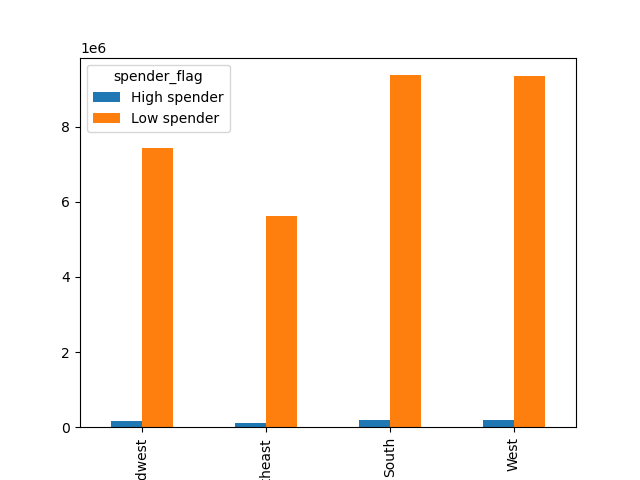 1e6
spender_flag
High spender
Low spender
8
6
4
2
0
dwest
theast
South
West